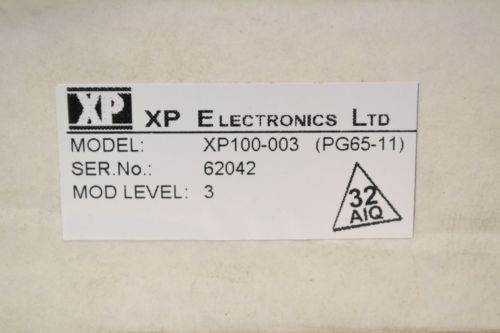 XP XP ELECTRONICS LTD
MODEL: XP100-003 (PG65-11)
SER.No.: 62042
MOD LEVEL: 3
32
AIQ